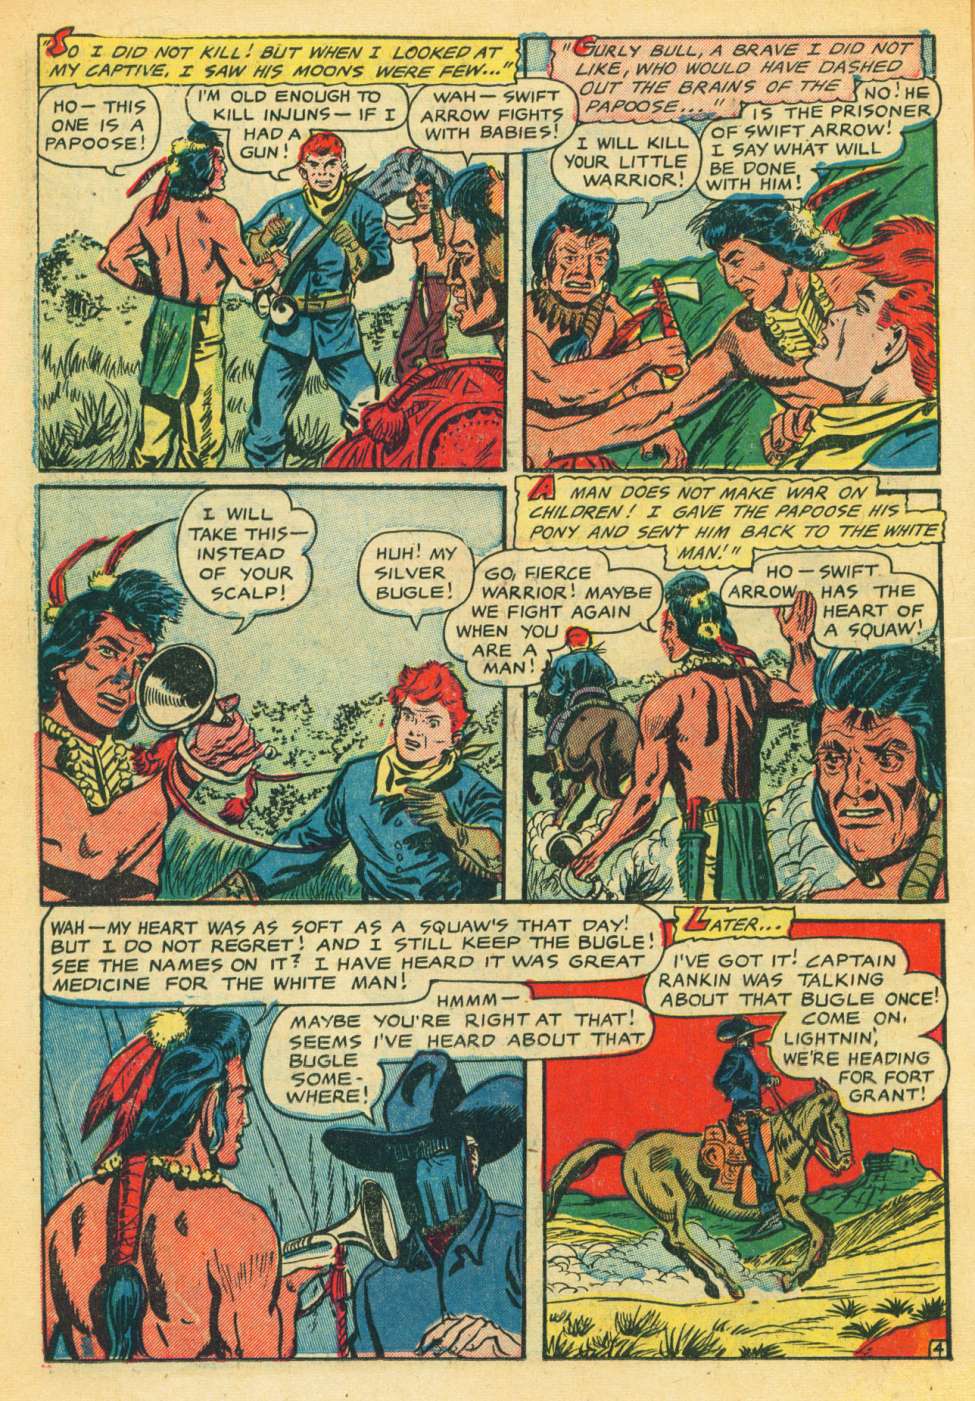 "SO I DID NOT KILL! BUT WHEN I LOOKED AT
MY CAPTIVE, I SAW HIS MOONS WERE FEW..."
HO-THIS
ONE IS A
PAPOOSE!
I'M OLD ENOUGH TO
KILL INJUNS-IF I
HAD A
GUN!
WAH-SWIFT
ARROW FIGHTS
WITH BABIES!
"SURLY BULL, A BRAVE I DID NOT
LIKE, WHO WOULD HAVE DASHED
OUT THE BRAINS OF THE
PAPOOSE..."
I WILL KILL
YOUR LITTLE
WARRIOR!
NO! HE
IS THE PRISONER
OF SWIFT ARROW!
I SAY WHAT WILL
BE DONE
WITH HIM!
I WILL
TAKE THIS-
INSTEAD
OF YOUR
SCALP!
HUH! MY
SILVER
BUGLE!
A MAN DOES NOT MAKE WAR ON
CHILDREN! I GAVE THE PAPOOSE HIS
PONY AND SENT HIM BACK TO THE WHITE
MAN!"
GO, FIERCE
WARRIOR! MAYBE
WE FIGHT AGAIN
WHEN YOU
ARE A
MAN!
HO-SWIFT
ARROW HAS THE
HEART OF
A SQUAW!
WAH-MY HEART WAS AS SOFT AS A SQUAW'S THAT DAY!
BUT I DO NOT REGRET! AND I STILL KEEP THE BUGLE!
SEE THE NAMES ON IT? I HAVE HEARD IT WAS GREAT
MEDICINE FOR THE WHITE MAN!
HMMM-
MAYBE YOU'RE RIGHT AT THAT!
SEEMS I'VE HEARD ABOUT THAT
BUGLE
SOME-
WHERE!
LATER...
I'VE GOT IT! CAPTAIN
RANKIN WAS TALKING
ABOUT THAT BUGLE ONCE!
COME ON,
LIGHTNIN',
WE'RE HEADING
FOR FORT
GRANT!
4